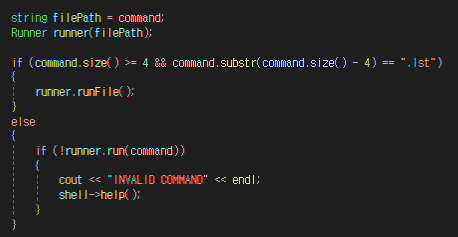 string filePath = command;
Runner runner(filePath);
if (command.size() >= 4 && command.substr(command.size() - 4) == ".lst")
{
runner.runFile();
}
else
{
if (!runner.run(command))
{
cout << "INVALID COMMAND" << endl;
shell->help();
}
}